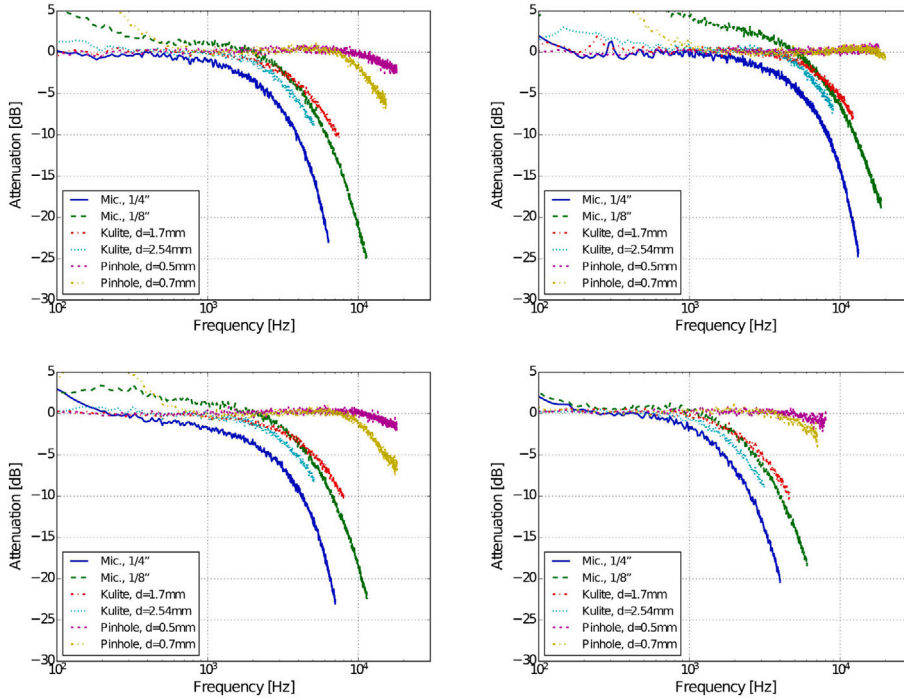 5
0
−5
−10
−15
−20
−25
−30
Attenuation [dB]
Mic., 1/4”
Mic., 1/8”
Kulite, d=1.7mm
Kulite, d=2.54mm
Pinhole, d=0.5mm
Pinhole, d=0.7mm
10²
10³
10⁴
Frequency [Hz]
5
0
−5
−10
−15
−20
−25
−30
Attenuation [dB]
Mic., 1/4”
Mic., 1/8”
Kulite, d=1.7mm
Kulite, d=2.54mm
Pinhole, d=0.5mm
Pinhole, d=0.7mm
10²
10³
10⁴
Frequency [Hz]
5
0
−5
−10
−15
−20
−25
−30
Attenuation [dB]
Mic., 1/4”
Mic., 1/8”
Kulite, d=1.7mm
Kulite, d=2.54mm
Pinhole, d=0.5mm
Pinhole, d=0.7mm
10²
10³
10⁴
Frequency [Hz]
5
0
−5
−10
−15
−20
−25
−30
Attenuation [dB]
Mic., 1/4”
Mic., 1/8”
Kulite, d=1.7mm
Kulite, d=2.54mm
Pinhole, d=0.5mm
Pinhole, d=0.7mm
10²
10³
10⁴
Frequency [Hz]